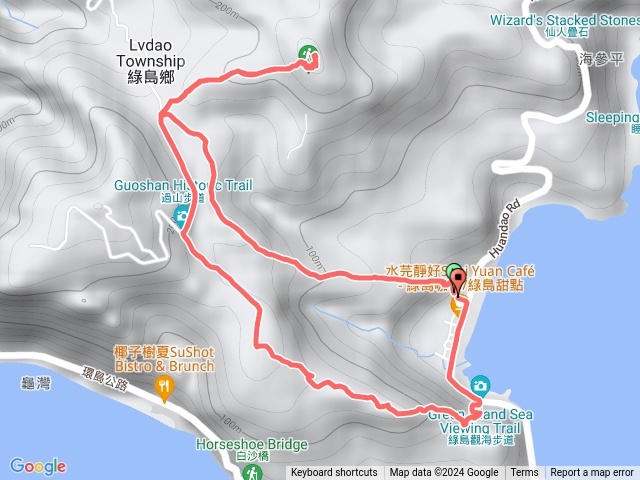 Wizard's Stacked Stones
仙人疊石
海參平
Lvdao
Township
綠島鄉
200m
200m
Sleeping
睡
100m
Guoshan Historic Trail
過山步道
Huandao Rd
100m
水芫靜好 Yuan Café
綠島甜點
椰子樹夏SuShot
Bistro & Brunch
環島公路
龜灣
200m
Green Island Sea
Viewing Trail
綠島觀海步道
Horseshoe Bridge
白沙橋
Google
Keyboard shortcuts
Map data ©2024 Google
Terms
Report a map error